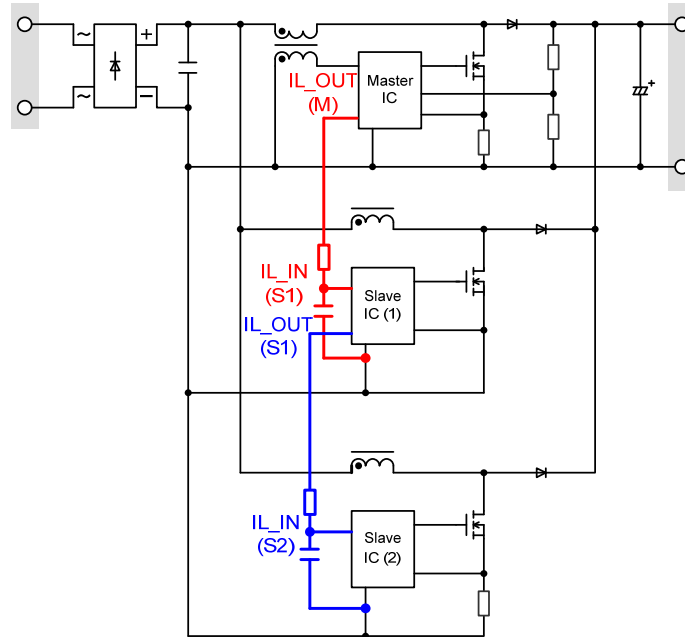 ~
+
~
−
IL_OUT
(M)
Master
IC
IL_IN
(S1)
Slave
IC (1)
IL_OUT
(S1)
IL_IN
(S2)
Slave
IC (2)
+